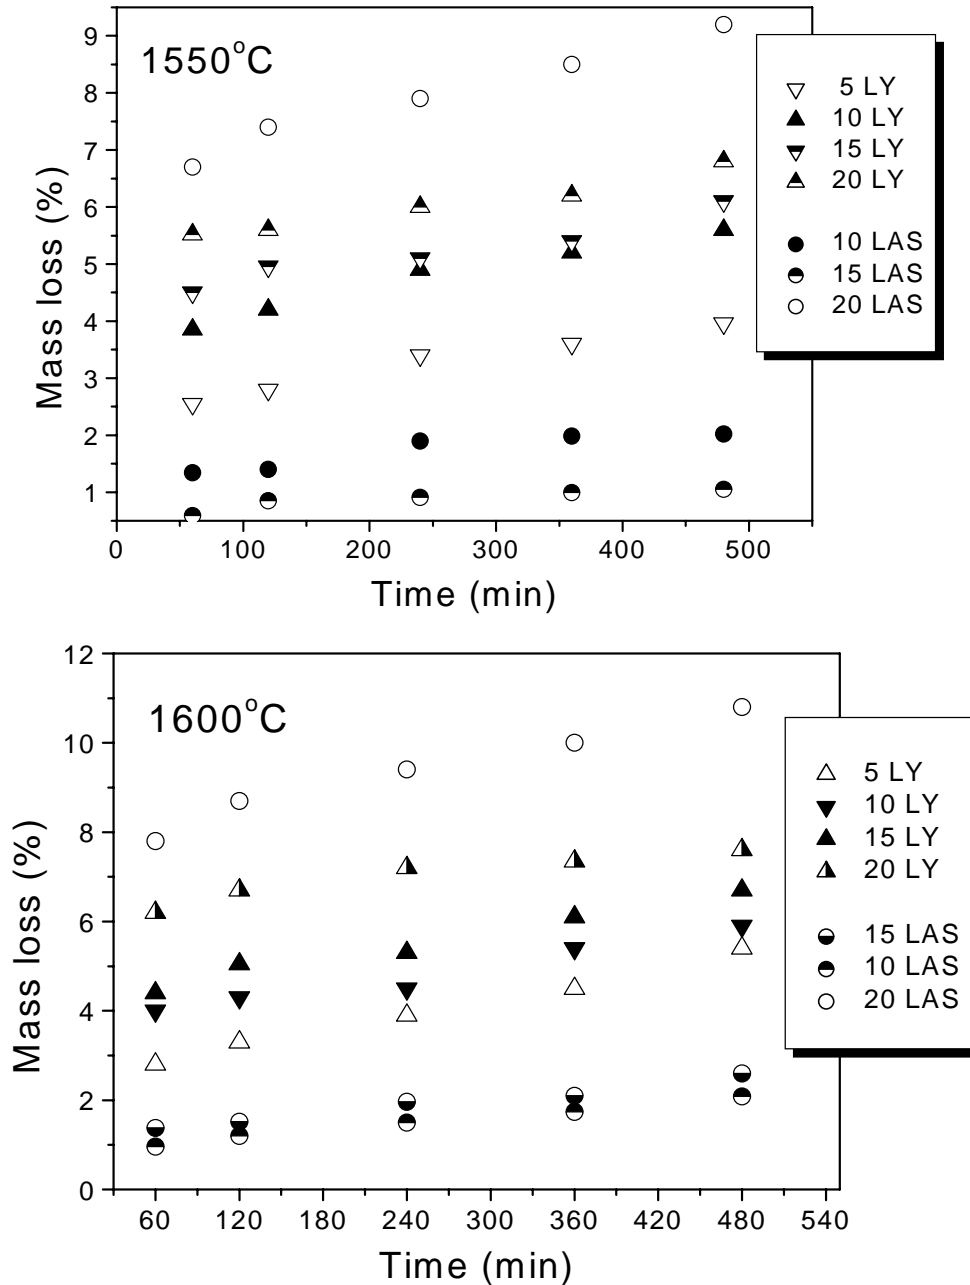 1550°C
9
8
7
6
5
4
3
2
1
Mass loss (%)
0 100 200 300 400 500
Time (min)
5 LY
10 LY
15 LY
20 LY
10 LAS
15 LAS
20 LAS
1600°C
12
10
8
6
4
2
0
Mass loss (%)
60 120 180 240 300 360 420 480 540
Time (min)
5 LY
10 LY
15 LY
20 LY
15 LAS
10 LAS
20 LAS